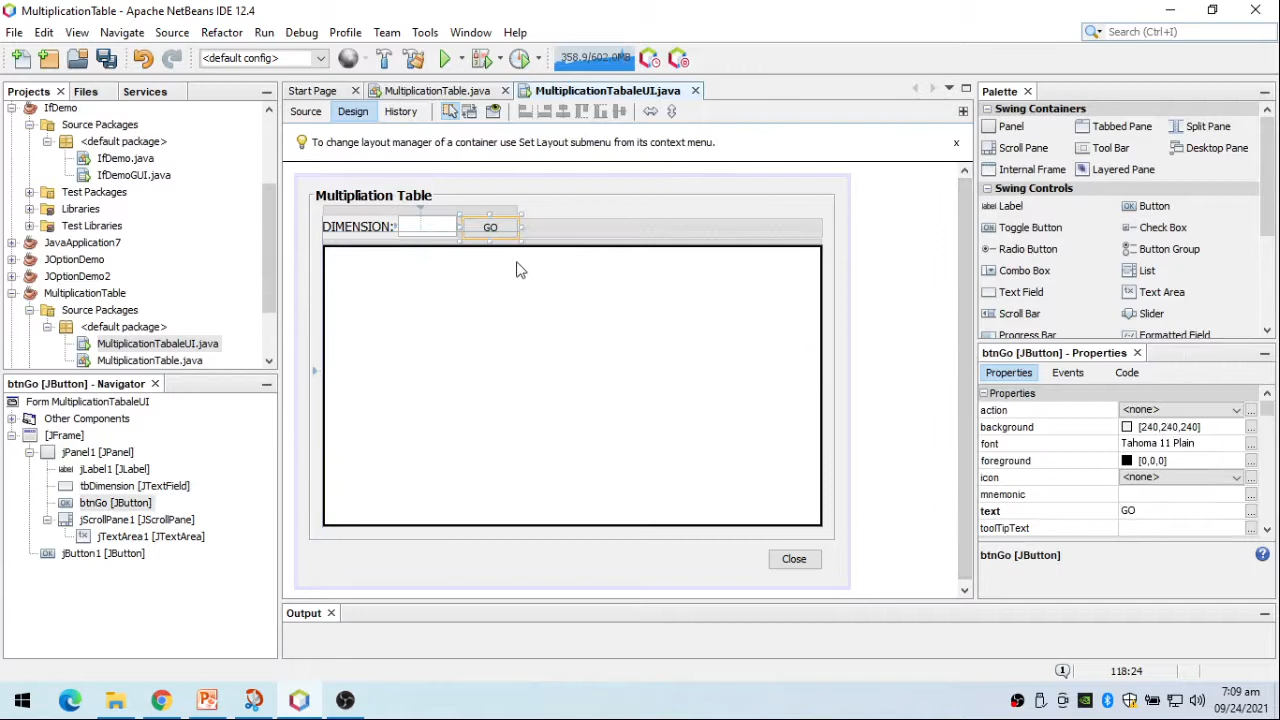 MultiplicationTable - Apache NetBeans IDE 12.4
File Edit View Navigate Source Refactor Run Debug Profile Team Tools Window Help
Search (Ctrl+I)
<default config>
358.9/602.0MB
Projects Files Services
IfDemo
Source Packages
<default package>
IfDemo.java
IfDemoGUI.java
Test Packages
Libraries
Test Libraries
JavaApplication7
JOptionDemo
JOptionDemo2
MultiplicationTable
Source Packages
<default package>
MultiplicationTabaleUI.java
MultiplicationTable.java
btnGo [JButton] - Navigator
Form MultiplicationTabaleUI
Other Components
[JFrame]
jPanel1 [JPanel]
jLabel1 [JLabel]
tbDimension [JTextField]
btnGo [JButton]
jScrollPane1 [JScrollPane]
jTextArea1 [JTextArea]
jButton1 [JButton]
Start Page MultiplicationTable.java MultiplicationTabaleUI.java
Source Design History
To change layout manager of a container use Set Layout submenu from its context menu.
x
Multipliation Table
DIMENSION: GO
Close
Output
Palette
Swing Containers
Panel Tabbed Pane Split Pane
Scroll Pane Tool Bar Desktop Pane
Internal Frame Layered Pane
Swing Controls
Label Button
Toggle Button Check Box
Radio Button Button Group
Combo Box List
Text Field Text Area
Scroll Bar Slider
Progress Bar Formatted Field
btnGo [JButton] - Properties
Properties Events Code
Properties
action <none>
background [240,240,240]
font Tahoma 11 Plain
foreground [0,0,0]
icon <none>
mnemonic
text GO
toolTipText
btnGo [JButton]
1 118:24
7:09 am
09/24/2021